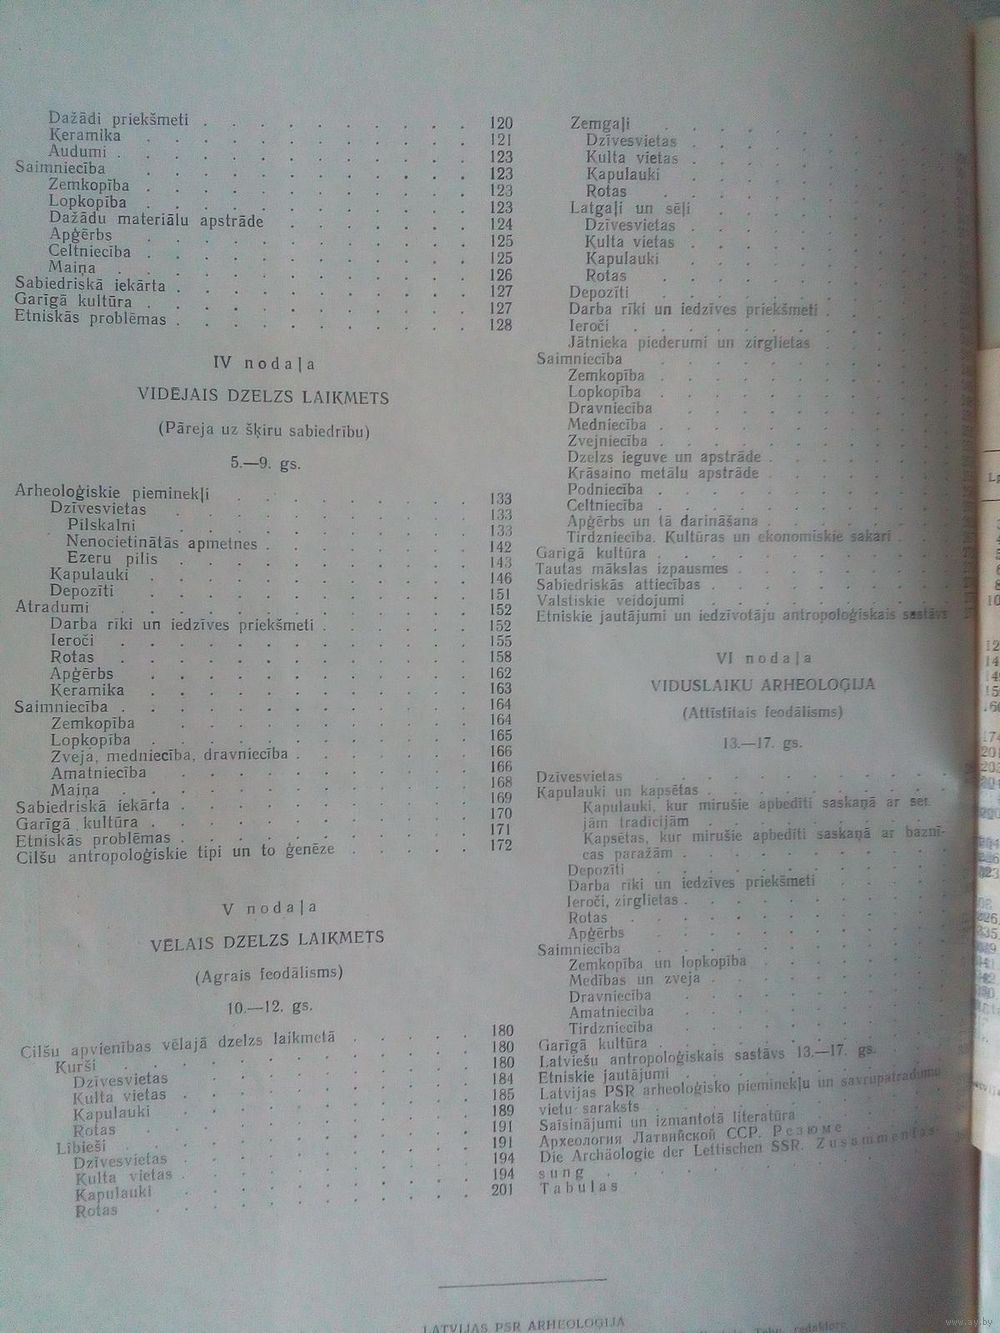 Dažādi priekšmeti . . . . . . . . . . 120
Keramika . . . . . . . . . . . 121
Audumi . . . . . . . . . . . . 123
Saimniecība . . . . . . . . . . . 123
Zemkopība . . . . . . . . . . . 123
Lopkopība . . . . . . . . . . . 123
Dažādu materiālu apstrāde . . . . . . . 124
Apģērbs . . . . . . . . . . . 125
Celtniecība . . . . . . . . . . . 125
Maiņa . . . . . . . . . . . . 126
Sabiedriskā iekārta . . . . . . . . . . 127
Garīgā kultūra . . . . . . . . . . . 127
Etniskās problēmas . . . . . . . . . . 128
IV nodaļa
VIDĒJAIS DZELZS LAIKMETS
(Pāreja uz šķiru sabiedrību)
5.—9. gs.
Arheoloģiskie pieminekļi . . . . . . . . 133
Dzīvesvietas . . . . . . . . . . 133
Pilskalni . . . . . . . . . . 133
Nenocietinātās apmetnes . . . . . . . 142
Ezeru pilis . . . . . . . . . . 143
Kapulauki . . . . . . . . . . . 146
Depozīti . . . . . . . . . . . 151
Atradumi . . . . . . . . . . . . 152
Darba rīki un iedzīves priekšmeti . . . . . 152
Ieroči . . . . . . . . . . . . 155
Rotas . . . . . . . . . . . . 158
Apģērbs . . . . . . . . . . . 162
Keramika . . . . . . . . . . . 163
Saimniecība . . . . . . . . . . . . 164
Zemkopība . . . . . . . . . . 164
Lopkopība . . . . . . . . . . . 165
Zveja, medniecība, dravniecība . . . . . . 166
Amatniecība . . . . . . . . . . 166
Maiņa . . . . . . . . . . . . 168
Sabiedriskā iekārta . . . . . . . . . . 169
Garīgā kultūra . . . . . . . . . . . 170
Etniskās problēmas . . . . . . . . . . 171
Cilšu antropoloģiskie tipi un to ģenēze . . . . . 172
V nodaļa
VĒLAIS DZELZS LAIKMETS
(Agrais feodālisms)
10.—12. gs.
Cilšu apvienības vēlajā dzelzs laikmetā . . . . 180
Kurši . . . . . . . . . . . . 180
Dzīvesvietas . . . . . . . . . . 180
Kulta vietas . . . . . . . . . . 184
Kapulauki . . . . . . . . . . 185
Rotas . . . . . . . . . . . 189
Lībieši . . . . . . . . . . . . 191
Dzīvesvietas . . . . . . . . . . 191
Kulta vietas . . . . . . . . . . 194
Kapulauki . . . . . . . . . . 194
Rotas . . . . . . . . . . . 201
Zemgaļi . . . . . . . .
Dzīvesvietas . . . . . . . .
Kulta vietas . . . . . . . .
Kapulauki . . . . . . . .
Rotas . . . . . . . .
Latgaļi un sēļi . . . . . . . .
Dzīvesvietas . . . . . . . .
Kulta vietas . . . . . . . .
Kapulauki . . . . . . . .
Rotas . . . . . . . .
Depozīti . . . . . . . .
Darba rīki un iedzīves priekšmeti . . . .
Ieroči . . . . . . . .
Jātnieka piederumi un zirglietas . . . .
Saimniecība . . . . . . . .
Zemkopība . . . . . . . .
Lopkopība . . . . . . . .
Dravniecība . . . . . . . .
Medniecība . . . . . . . .
Zvejniecība . . . . . . . .
Dzelzs ieguve un apstrāde . . . . . .
Krāsaino metālu apstrāde . . . . . .
Podniecība . . . . . . . .
Celtniecība . . . . . . . .
Apģērbs un tā darināšana . . . . . .
Tirdzniecība. Kultūras un ekonomiskie sakari . .
Garīgā kultūra . . . . . . . .
Tautas mākslas izpausmes . . . . . . .
Sabiedriskās attiecības . . . . . . . .
Valstiskie veidojumi . . . . . . . .
Etniskie jautājumi un iedzīvotāju antropoloģiskais sastāvs
VI nodaļa
VIDUSLAIKU ARHEOLOĢIJA
(Attīstītais feodālisms)
13.—17. gs.
Dzīvesvietas . . . . . . . .
Kapulauki un kapsētas . . . . . . . .
Kapulauki, kur mirušie apbedīti saskaņā ar sen.
jām tradīcijām . . . . . . . .
Kapsētas, kur mirušie apbedīti saskaņā ar baznī-
cas paražām . . . . . . . .
Depozīti . . . . . . . .
Darba rīki un iedzīves priekšmeti . . . .
Ieroči, zirglietas . . . . . . . .
Rotas . . . . . . . .
Apģērbs . . . . . . . .
Saimniecība . . . . . . . .
Zemkopība un lopkopība . . . . . .
Medības un zveja . . . . . . . .
Dravniecība . . . . . . . .
Amatniecība . . . . . . . .
Tirdzniecība . . . . . . . .
Garīgā kultūra . . . . . . . .
Latviešu antropoloģiskais sastāvs 13.—17. gs. . . .
Etniskie jautājumi . . . . . . . .
Latvijas PSR arheoloģisko pieminekļu un savrupatradumu
vietu saraksts . . . . . . . .
Saīsinājumi un izmantotā literatūra . . . .
Археология Латвийской ССР. Резюме . . . .
Die Archäologie der Lettischen SSR. Zusammenfas-
sung . . . . . . . .
Tabulas
LATVIJAS PSR ARHEOLOĢIJA
www.ay.by